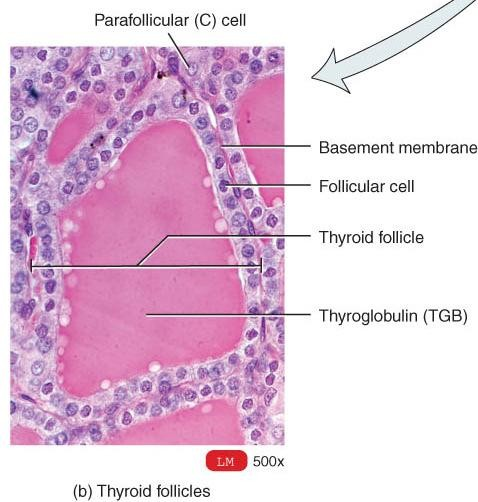 Parafollicular (C) cell
Basement membrane
Follicular cell
Thyroid follicle
Thyroglobulin (TGB)
LM 500x
(b) Thyroid follicles